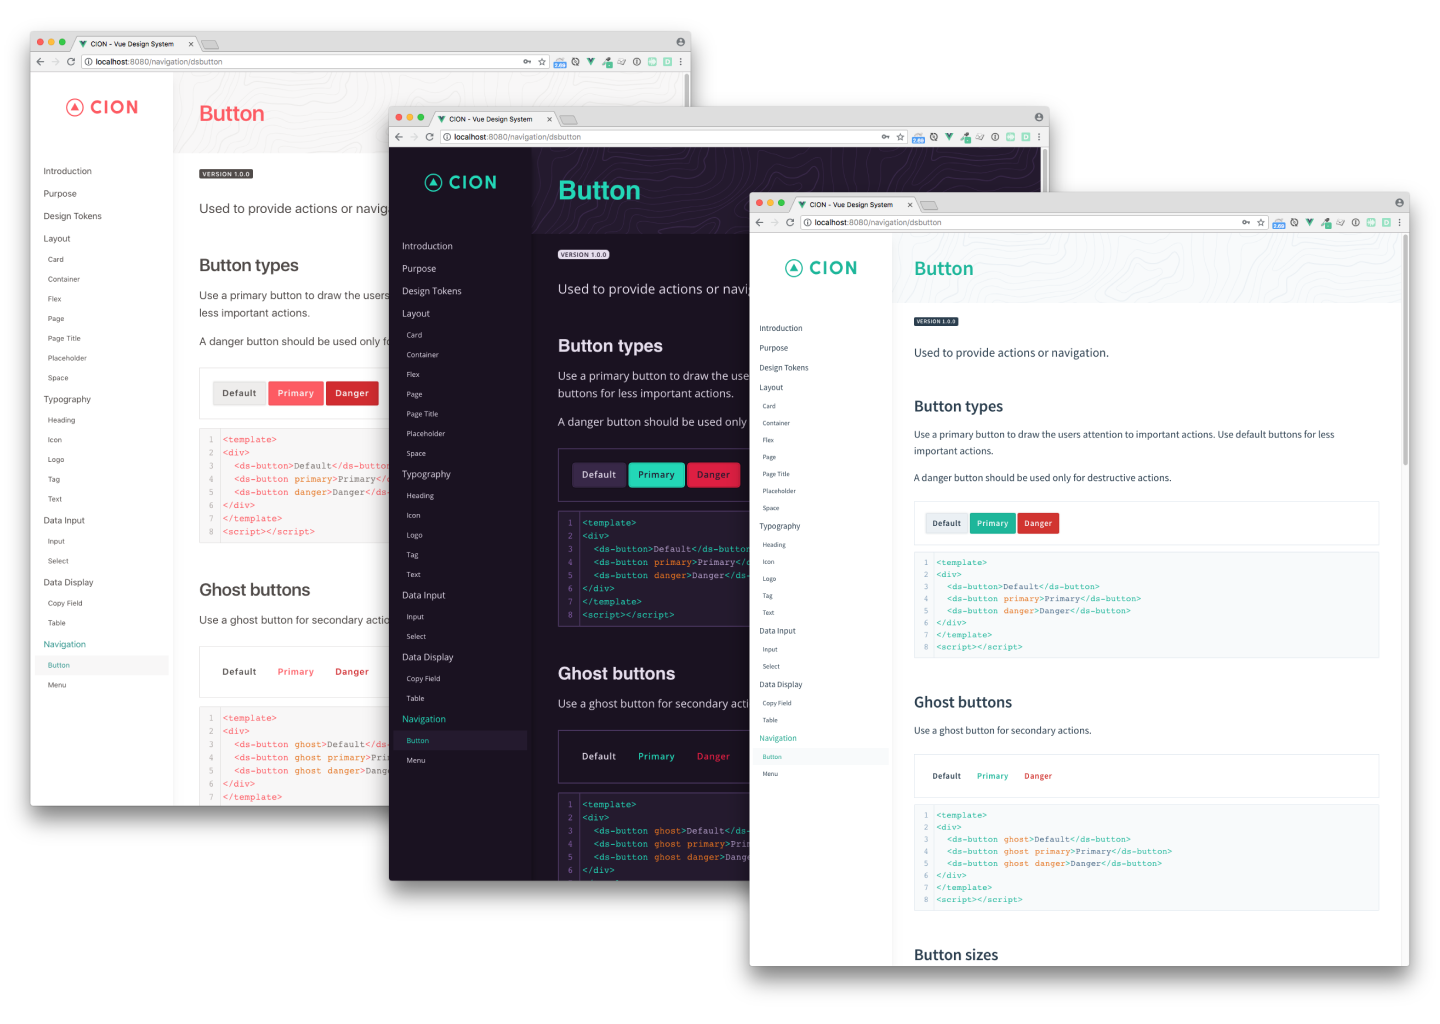 CION - Vue Design System
localhost:8080/navigation/dsbutton
CION
Button
Introduction
Purpose
Design Tokens
Layout
Card
Container
Flex
Page
Page Title
Placeholder
Space
Typography
Heading
Icon
Logo
Tag
Text
Data Input
Input
Select
Data Display
Copy Field
Table
Navigation
Button
Menu
VERSION 1.0.0
Used to provide actions or navig
Button types
Use a primary button to draw the users
less important actions.
A danger button should be used only fo
Default Primary Danger
1 <template>
2 <div>
3 <ds-button>Default</ds-button
4 <ds-button primary>Primary</d
5 <ds-button danger>Danger</ds-
6 </div>
7 </template>
8 <script></script>
Ghost buttons
Use a ghost button for secondary actio
Default Primary Danger
1 <template>
2 <div>
3 <ds-button ghost>Default</ds-
4 <ds-button ghost primary>Pri
5 <ds-button ghost danger>Dang
6 </div>
7 </template>
CION - Vue Design System
localhost:8080/navigation/dsbutton
CION
Button
Introduction
Purpose
Design Tokens
Layout
Card
Container
Flex
Page
Page Title
Placeholder
Space
Typography
Heading
Icon
Logo
Tag
Text
Data Input
Input
Select
Data Display
Copy Field
Table
Navigation
Button
Menu
VERSION 1.0.0
Used to provide actions or navi
Button types
Use a primary button to draw the use
buttons for less important actions.
A danger button should be used only
Default Primary Danger
1 <template>
2 <div>
3 <ds-button>Default</ds-button
4 <ds-button primary>Primary</d
5 <ds-button danger>Danger</ds-
6 </div>
7 </template>
8 <script></script>
Ghost buttons
Use a ghost button for secondary acti
Default Primary Danger
1 <template>
2 <div>
3 <ds-button ghost>Default</ds-
4 <ds-button ghost primary>Prim
5 <ds-button ghost danger>Dange
6 </div>
CION - Vue Design System
localhost:8080/navigation/dsbutton
CION
Button
Introduction
Purpose
Design Tokens
Layout
Card
Container
Flex
Page
Page Title
Placeholder
Space
Typography
Heading
Icon
Logo
Tag
Text
Data Input
Input
Select
Data Display
Copy Field
Table
Navigation
Button
Menu
VERSION 1.0.0
Used to provide actions or navigation.
Button types
Use a primary button to draw the users attention to important actions. Use default buttons for less
important actions.
A danger button should be used only for destructive actions.
Default Primary Danger
1 <template>
2 <div>
3 <ds-button>Default</ds-button>
4 <ds-button primary>Primary</ds-button>
5 <ds-button danger>Danger</ds-button>
6 </div>
7 </template>
8 <script></script>
Ghost buttons
Use a ghost button for secondary actions.
Default Primary Danger
1 <template>
2 <div>
3 <ds-button ghost>Default</ds-button>
4 <ds-button ghost primary>Primary</ds-button>
5 <ds-button ghost danger>Danger</ds-button>
6 </div>
7 </template>
8 <script></script>
Button sizes